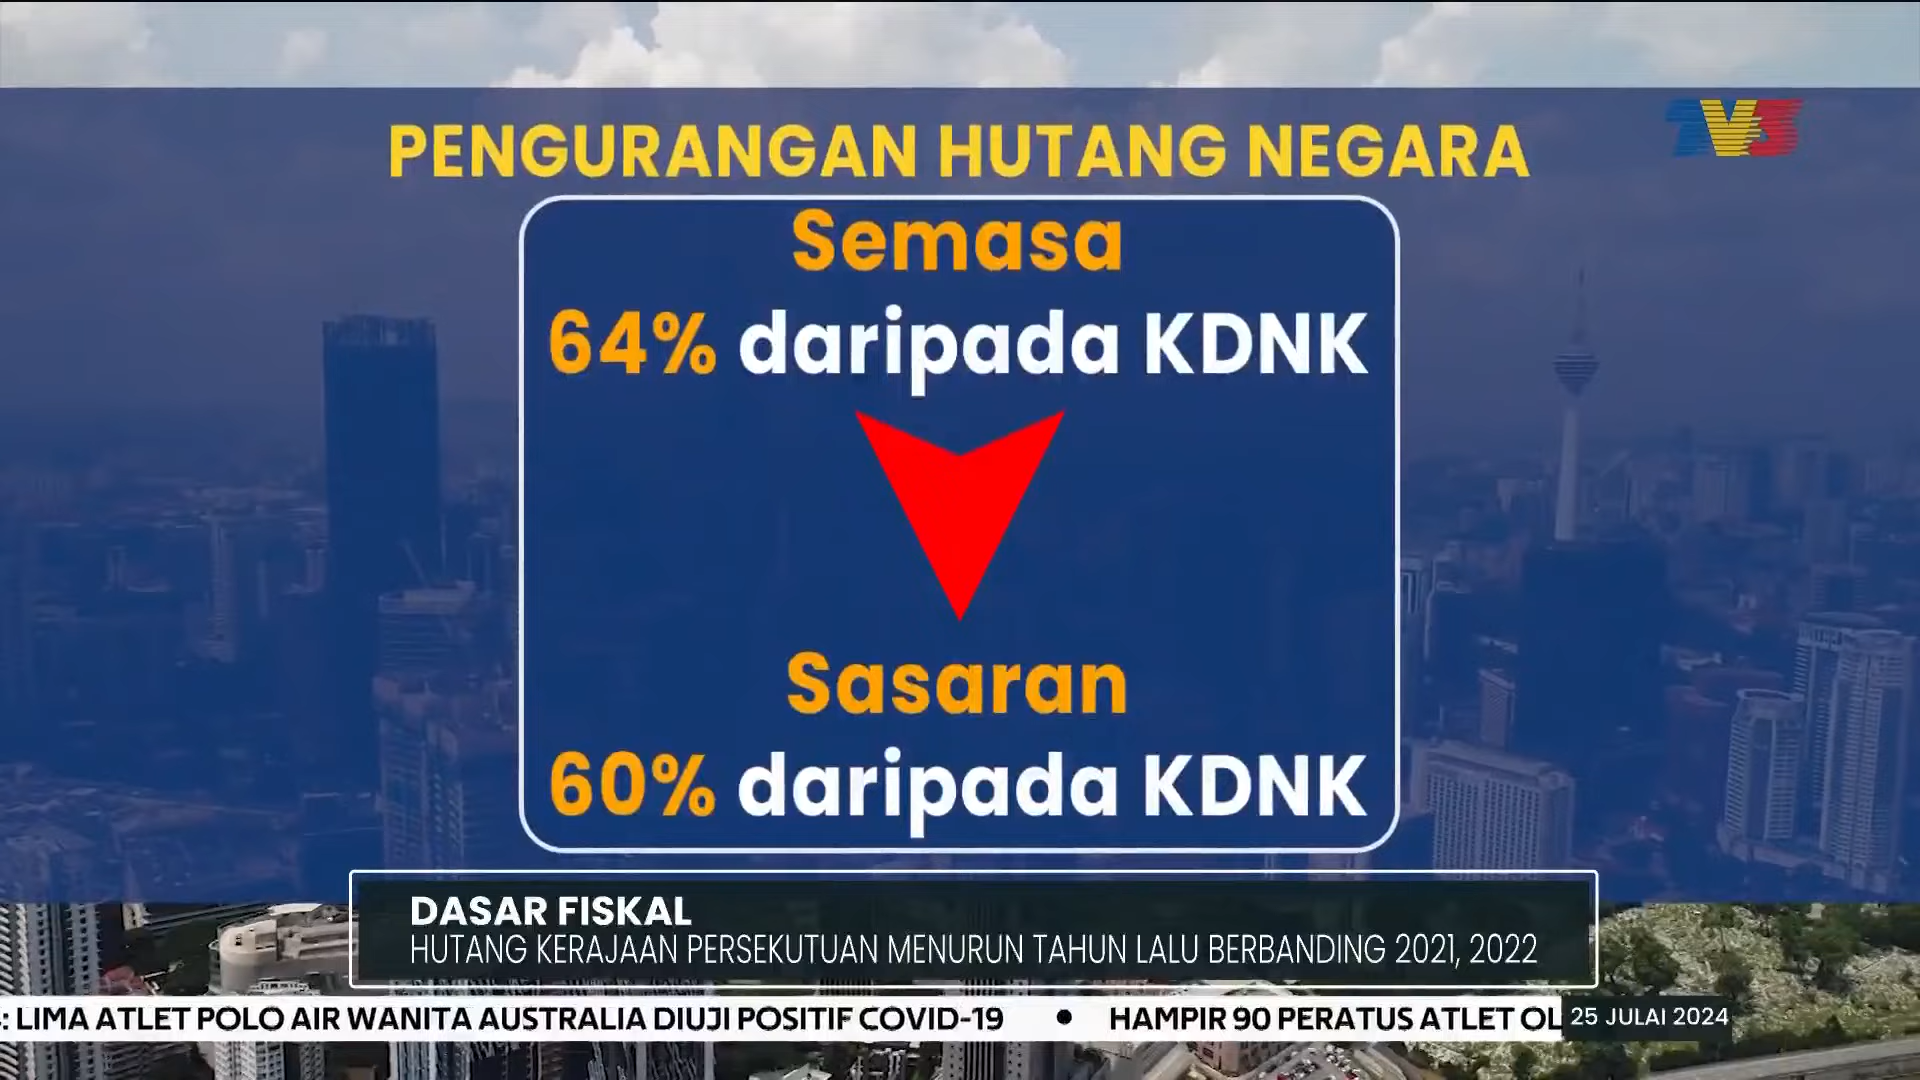 PENGURANGAN HUTANG NEGARA
TV3
Semasa
64% daripada KDNK
Sasaran
60% daripada KDNK
DASAR FISKAL
HUTANG KERAJAAN PERSEKUTUAN MENURUN TAHUN LALU BERBANDING 2021, 2022
: LIMA ATLET POLO AIR WANITA AUSTRALIA DIUJI POSITIF COVID-19 • HAMPIR 90 PERATUS ATLET OL
25 JULAI 2024